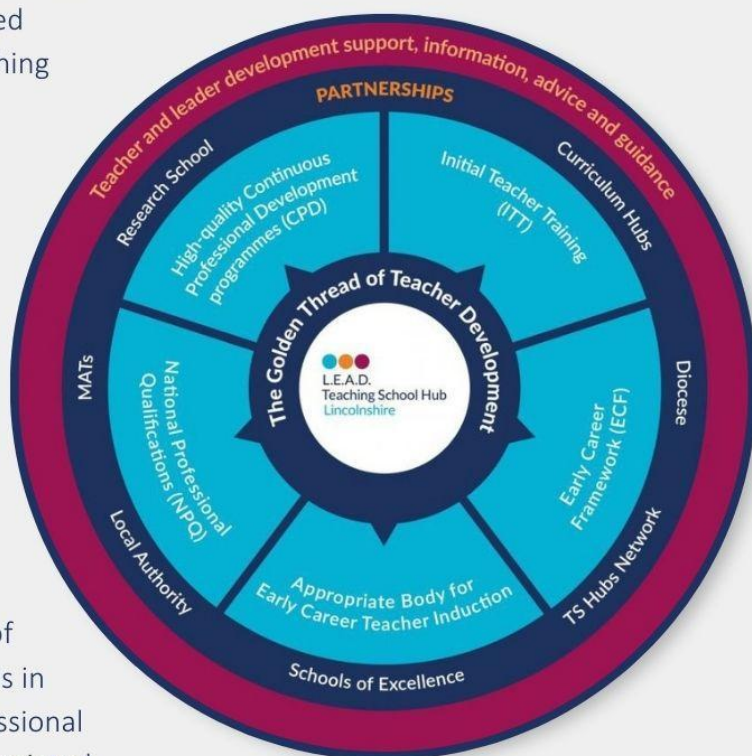 ed
ning
of
s in
ssional
Teacher and leader development support, information, advice and guidance
PARTNERSHIPS
Research School
Curriculum Hubs
MATs
Diocese
Local Authority
TS Hubs Network
Schools of Excellence
High-quality Continuous
Professional Development
programmes (CPD)
Initial Teacher Training
(ITT)
National Professional
Qualifications (NPQ)
Early Career
Framework (ECF)
Appropriate Body for
Early Career Teacher Induction
The Golden Thread of Teacher Development
L.E.A.D.
Teaching School Hub
Lincolnshire